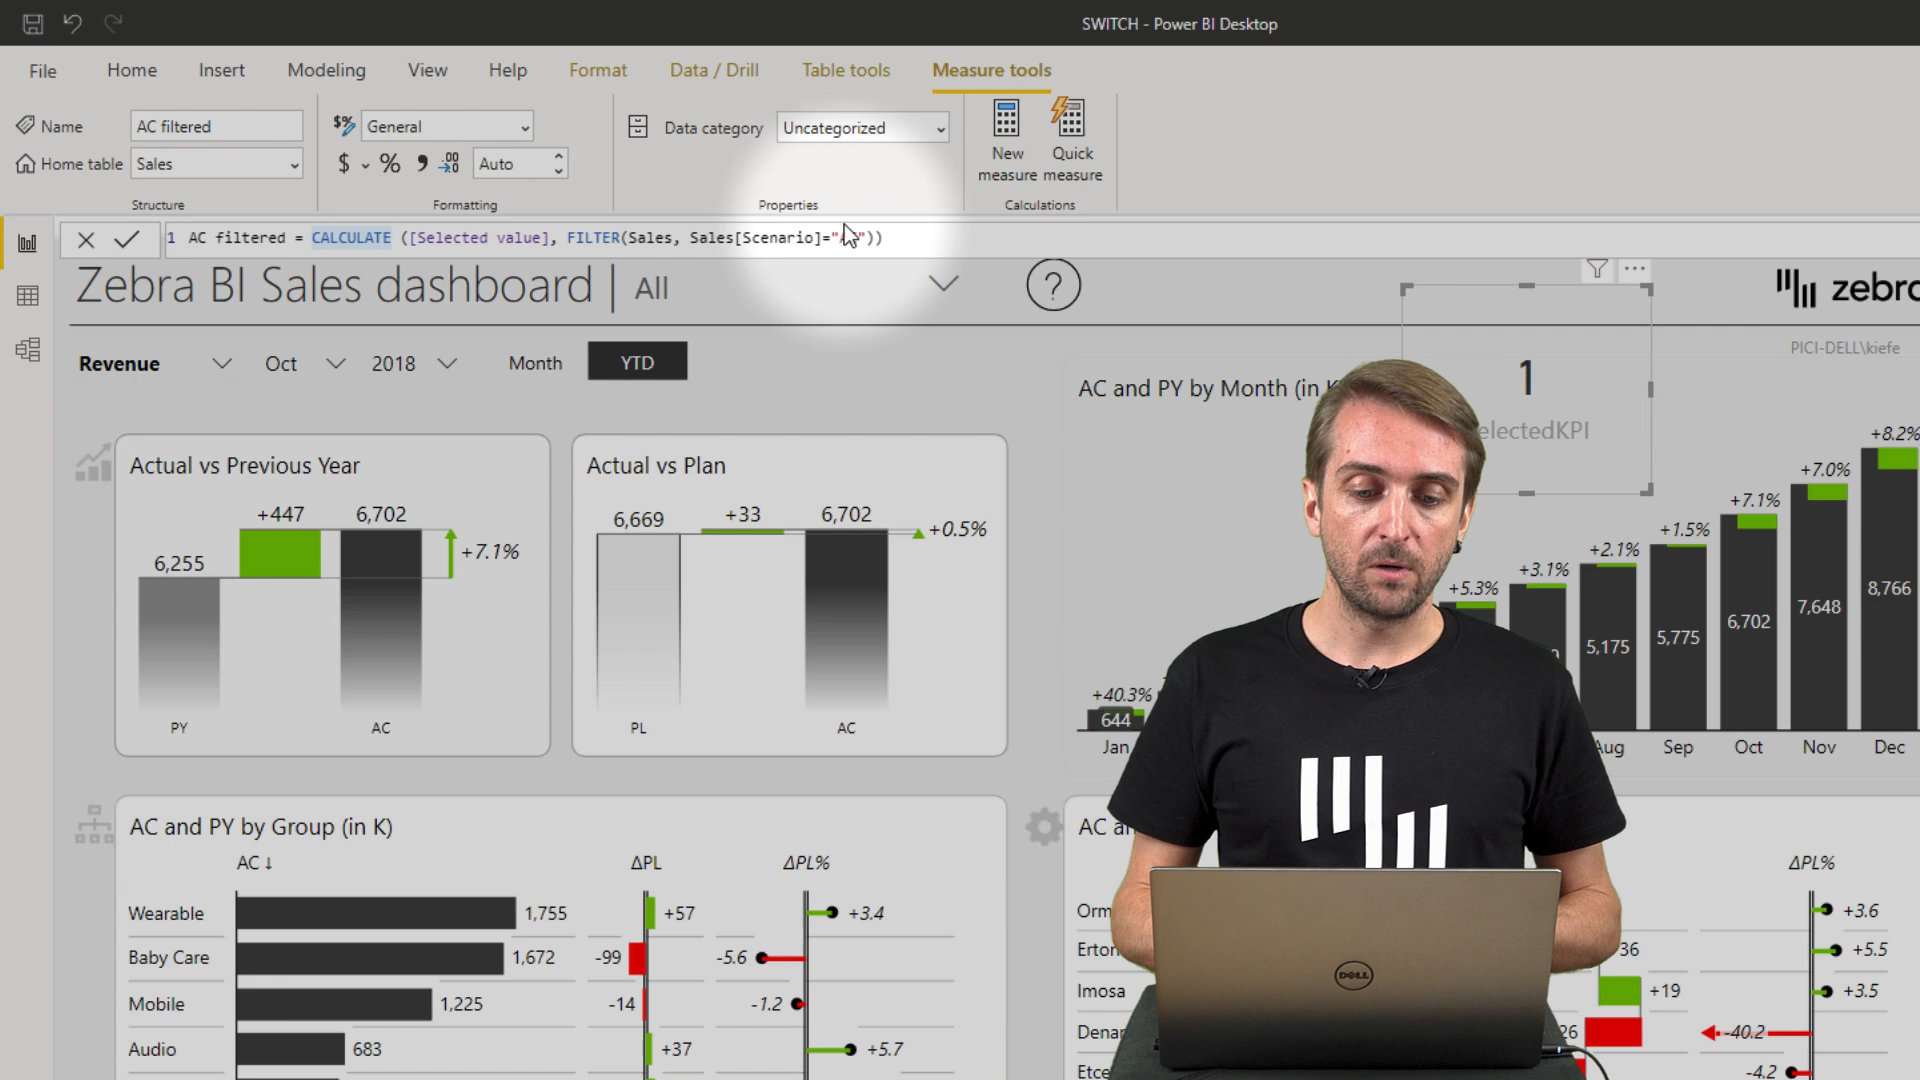 SWITCH - Power BI Desktop
File Home Insert Modeling View Help Format Data / Drill Table tools Measure tools
Name AC filtered
General
Data category Uncategorized
Home table Sales
$ % Auto
New measure
Quick measure
Structure
Formatting
Properties
Calculations
1 AC filtered = CALCULATE ([Selected value], FILTER(Sales, Sales[Scenario]=" "))
Zebra BI Sales dashboard | All
?
Revenue Oct 2018 Month YTD
PICI-DELL\kiefe
1
Actual vs Previous Year
+447 6,702
6,255
+7.1%
PY AC
Actual vs Plan
6,669 +33 6,702
+0.5%
PL AC
AC and PY by Month (in
+40.3% +5.3% +3.1% +2.1% +1.5% +7.1% +7.0% +8.2%
644 5,175 5,775 6,702 7,648 8,766
Jan Aug Sep Oct Nov Dec
AC and PY by Group (in K)
AC ↓ ΔPL ΔPL%
Wearable 1,755 +57 +3.4
Baby Care 1,672 -99 -5.6
Mobile 1,225 -14 -1.2
Audio 683 +37 +5.7
ΔPL%
+3.6
+5.5
Imosa +19 +3.5
-40.2
-4.2
DELL